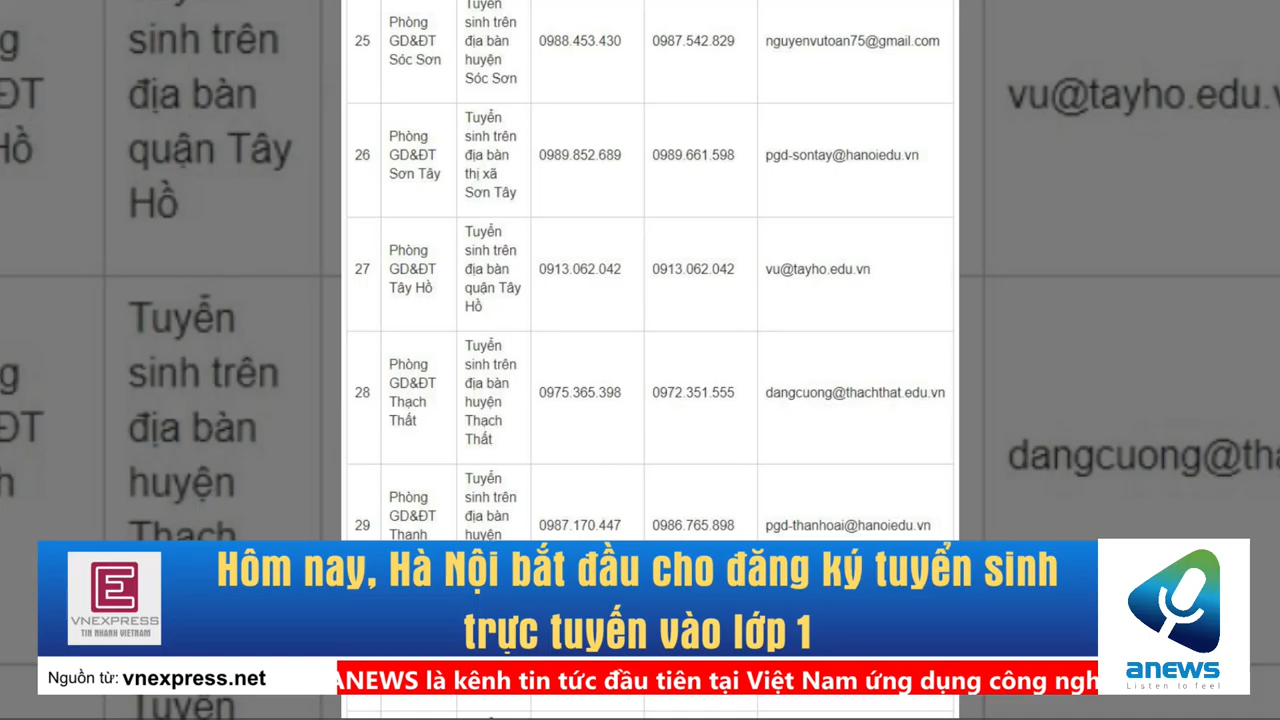 25
Phòng
GD&ĐT
Sóc Sơn
Tuyển
sinh trên
địa bàn
huyện
Sóc Sơn
0988.453.430
0987.542.829
nguyenvutoan75@gmail.com
26
Phòng
GD&ĐT
Sơn Tây
Tuyển
sinh trên
địa bàn
thị xã
Sơn Tây
0989.852.689
0989.661.598
pgd-sontay@hanoiedu.vn
27
Phòng
GD&ĐT
Tây Hồ
Tuyển
sinh trên
địa bàn
quận Tây
Hồ
0913.062.042
0913.062.042
vu@tayho.edu.vn
28
Phòng
GD&ĐT
Thạch
Thất
Tuyển
sinh trên
địa bàn
huyện
Thạch
Thất
0975.365.398
0972.351.555
dangcuong@thachthat.edu.vn
29
Phòng
GD&ĐT
Thanh
Tuyển
sinh trên
địa bàn
huyện
0987.170.447
0986.765.898
pgd-thanhoai@hanoiedu.vn
sinh trên
địa bàn
quận Tây
Hồ
vu@tayho.edu.v
Tuyển
sinh trên
địa bàn
huyện
Thạch
dangcuong@tha
Tuyển
E
VNEXPRESS
TIN NHANH VIETNAM
Hôm nay, Hà Nội bắt đầu cho đăng ký tuyển sinh
trực tuyến vào lớp 1
Nguồn từ: vnexpress.net
ANEWS là kênh tin tức đầu tiên tại Việt Nam ứng dụng công ngh
anews
Listen to feel